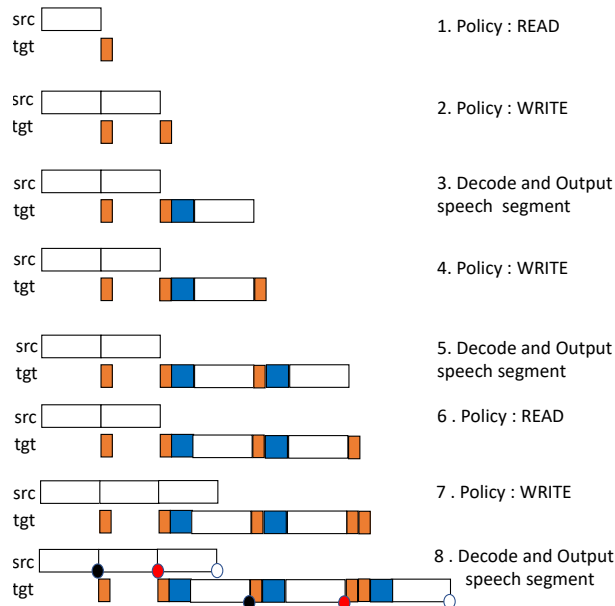 src
tgt
1. Policy : READ
src
tgt
2. Policy : WRITE
src
tgt
3. Decode and Output
speech segment
src
tgt
4. Policy : WRITE
src
tgt
5. Decode and Output
speech segment
src
tgt
6 . Policy : READ
src
tgt
7 . Policy : WRITE
src
tgt
8 . Decode and Output
speech segment